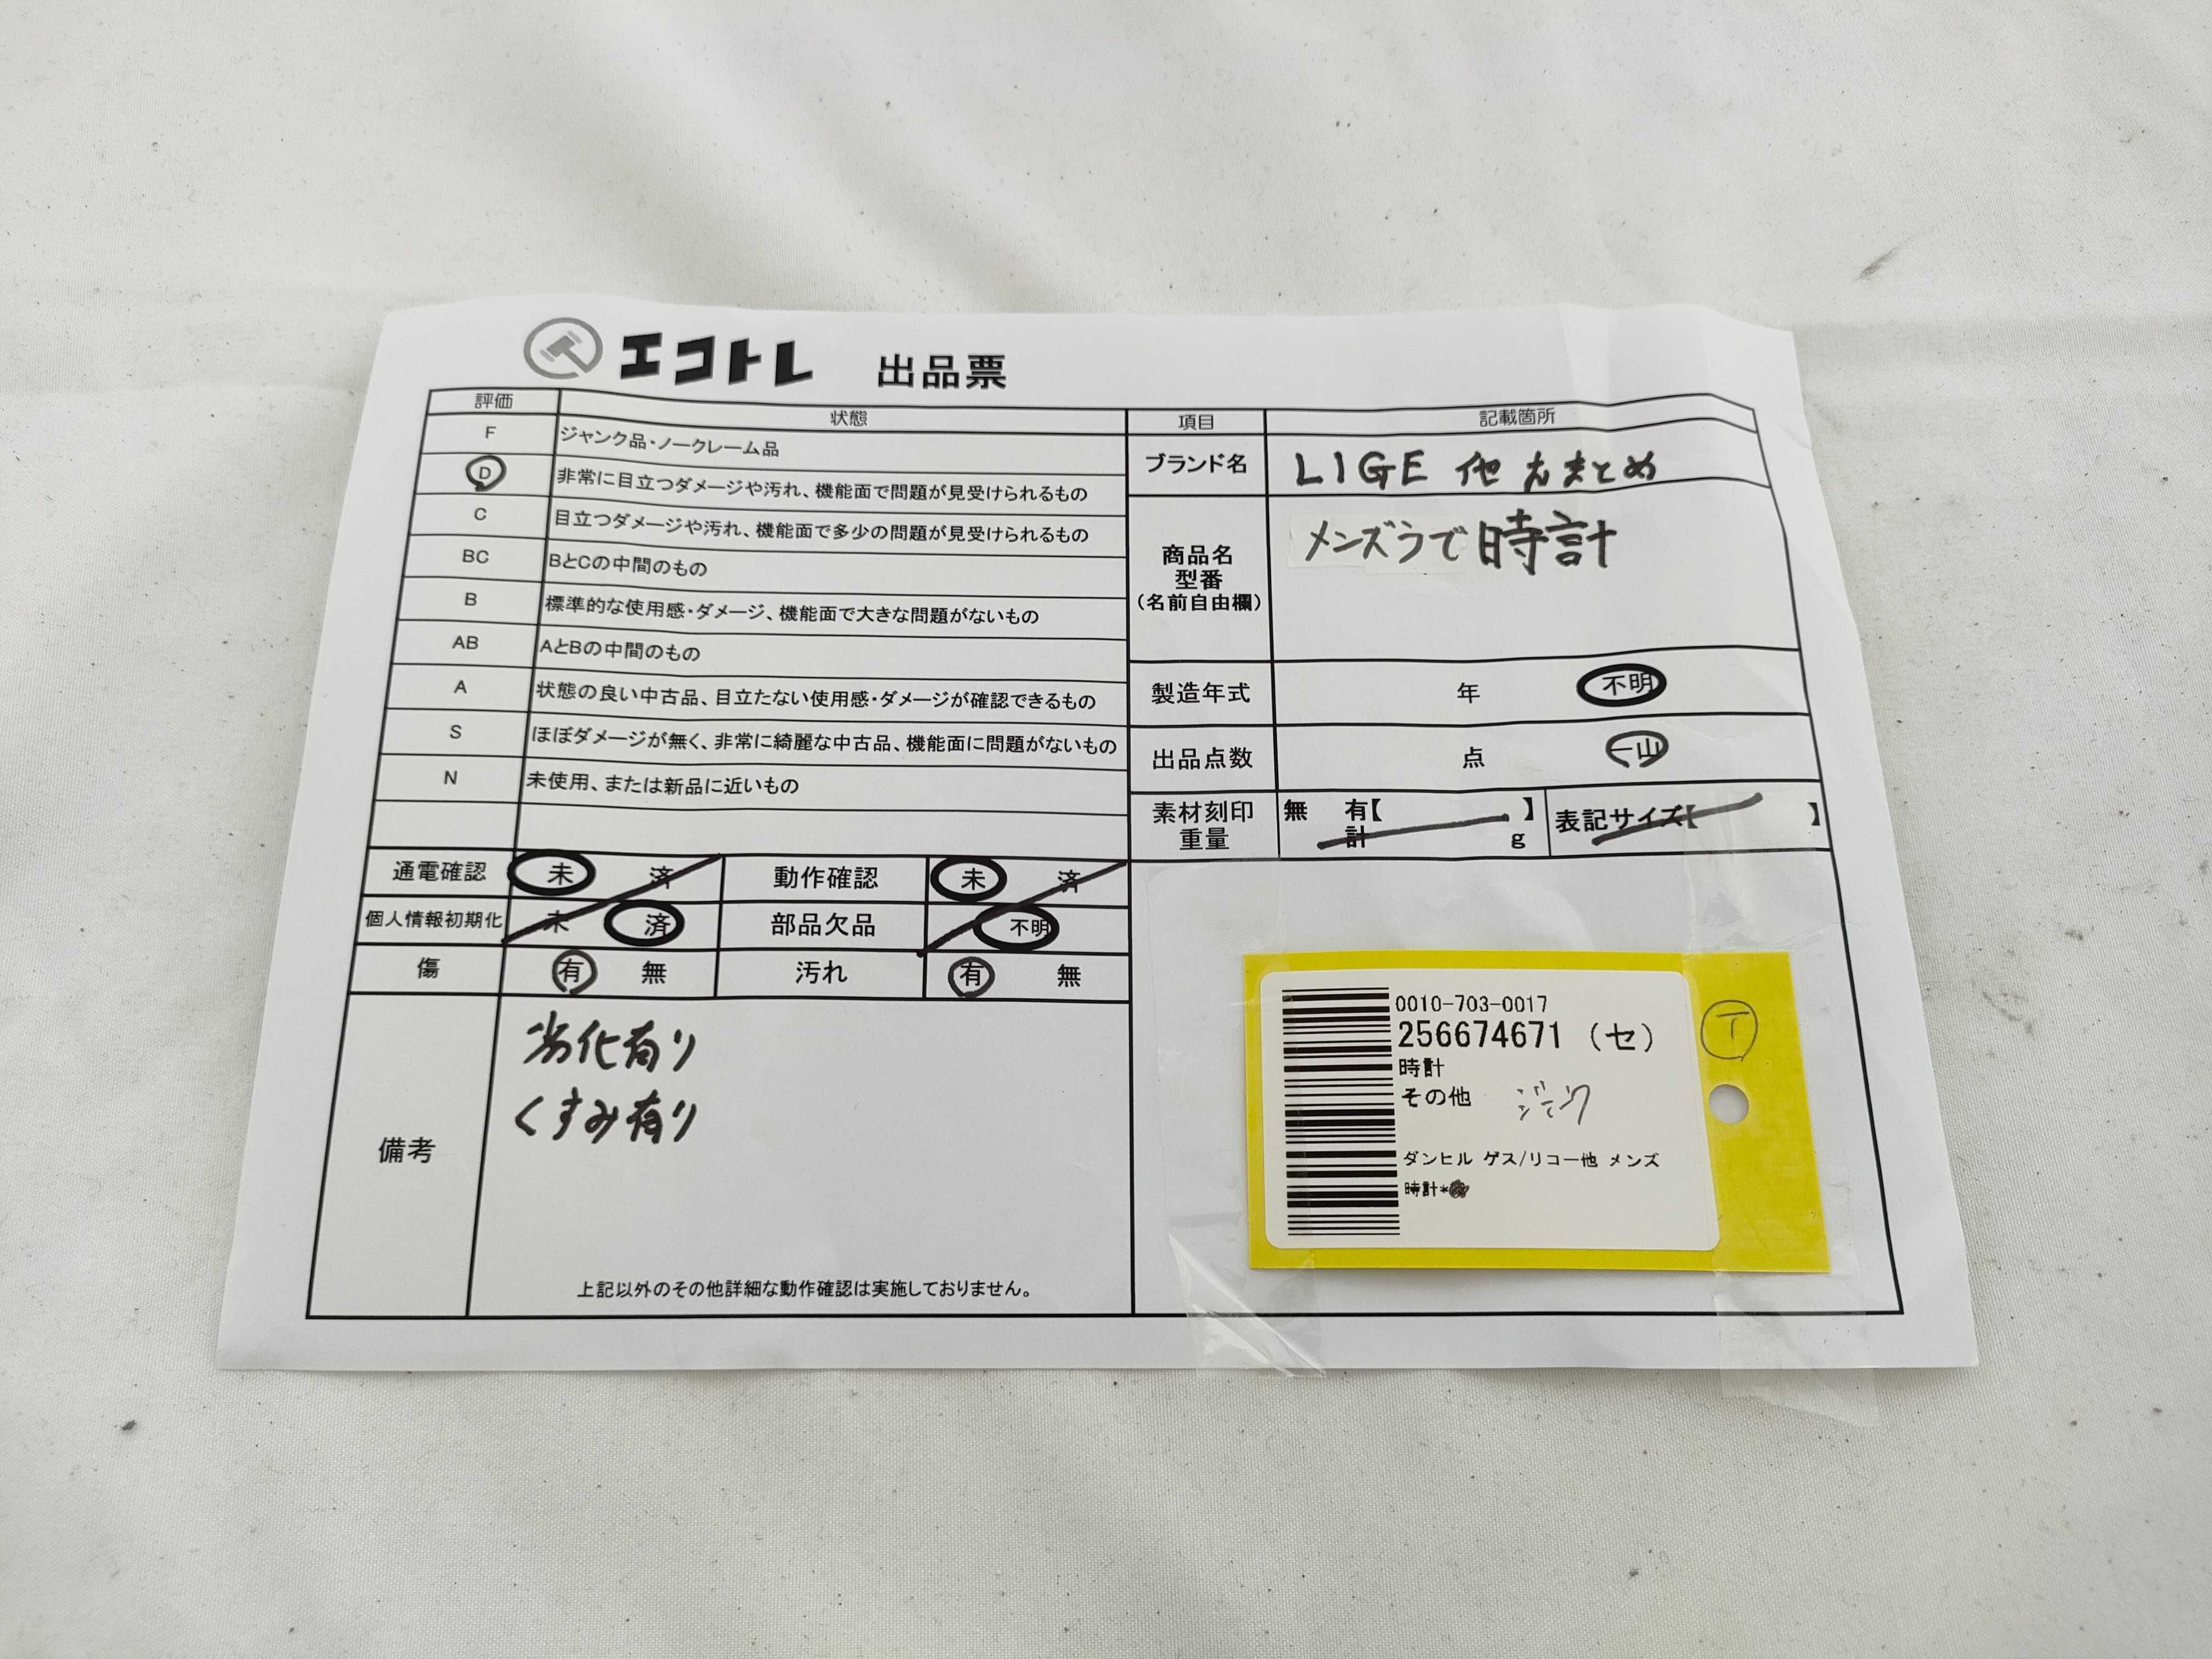 エコトレ 出品票
評価 状態
F ジャンク品・ノークレーム品
D 非常に目立つダメージや汚れ、機能面で問題が見受けられるもの
C 目立つダメージや汚れ、機能面で多少の問題が見受けられるもの
BC BとCの中間のもの
B 標準的な使用感・ダメージ、機能面で大きな問題がないもの
AB AとBの中間のもの
A 状態の良い中古品、目立たない使用感・ダメージが確認できるもの
S ほぼダメージが無く、非常に綺麗な中古品、機能面に問題がないもの
N 未使用、または新品に近いもの
通電確認 未 済 動作確認 未 済
個人情報初期化 未 済 部品欠品 不明
傷 有 無 汚れ 有 無
備考
劣化有り
くすみ有り
上記以外のその他詳細な動作確認は実施しておりません。
項目 記載箇所
ブランド名 LIGE 他 おまとめ
商品名
型番
(名前自由欄)
メンズうで時計
製造年式 年 不明
出品点数 点 一山
素材刻印 無 有【 】 表記サイズ【 】
重量 計 g
0010-703-0017
256674671 (セ)
時計
その他
ダンヒル ゲス/リコー他 メンズ
時計*
T